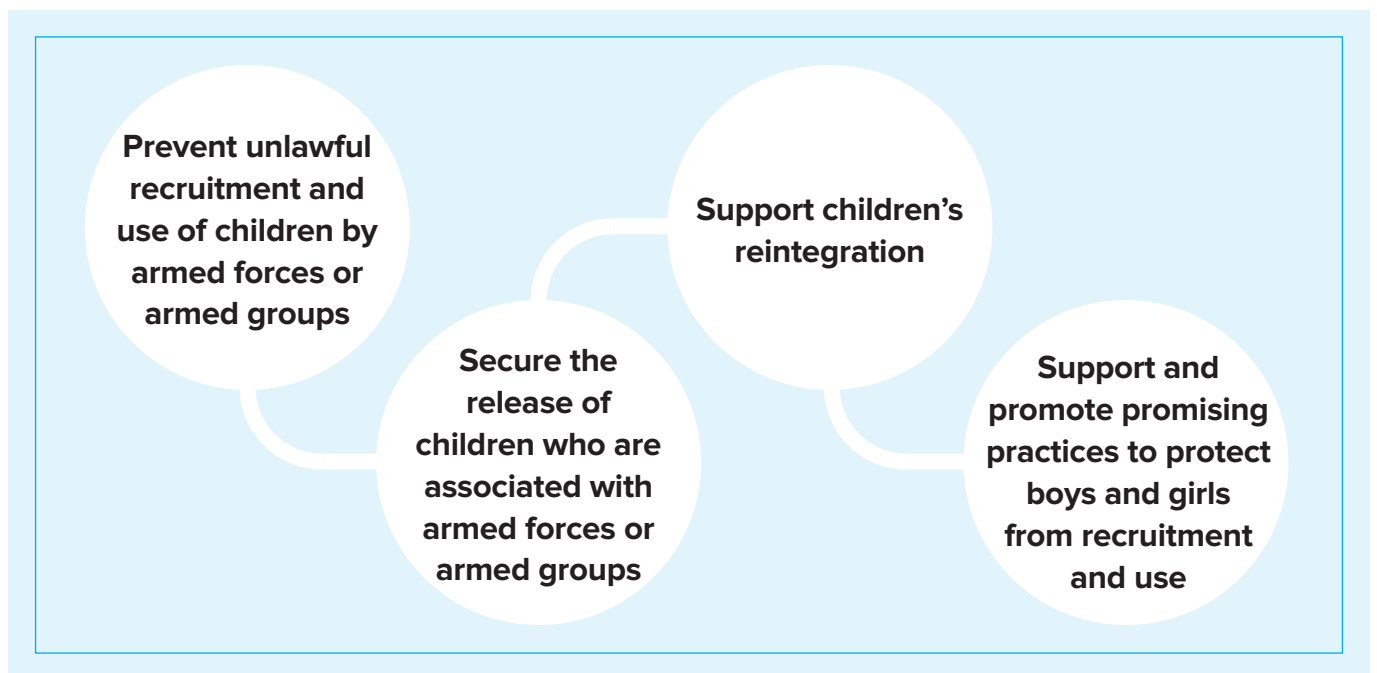 Prevent unlawful
recruitment and
use of children by
armed forces or
armed groups
Secure the
release of
children who are
associated with
armed forces or
armed groups
Support children’s
reintegration
Support and
promote promising
practices to protect
boys and girls
from recruitment
and use